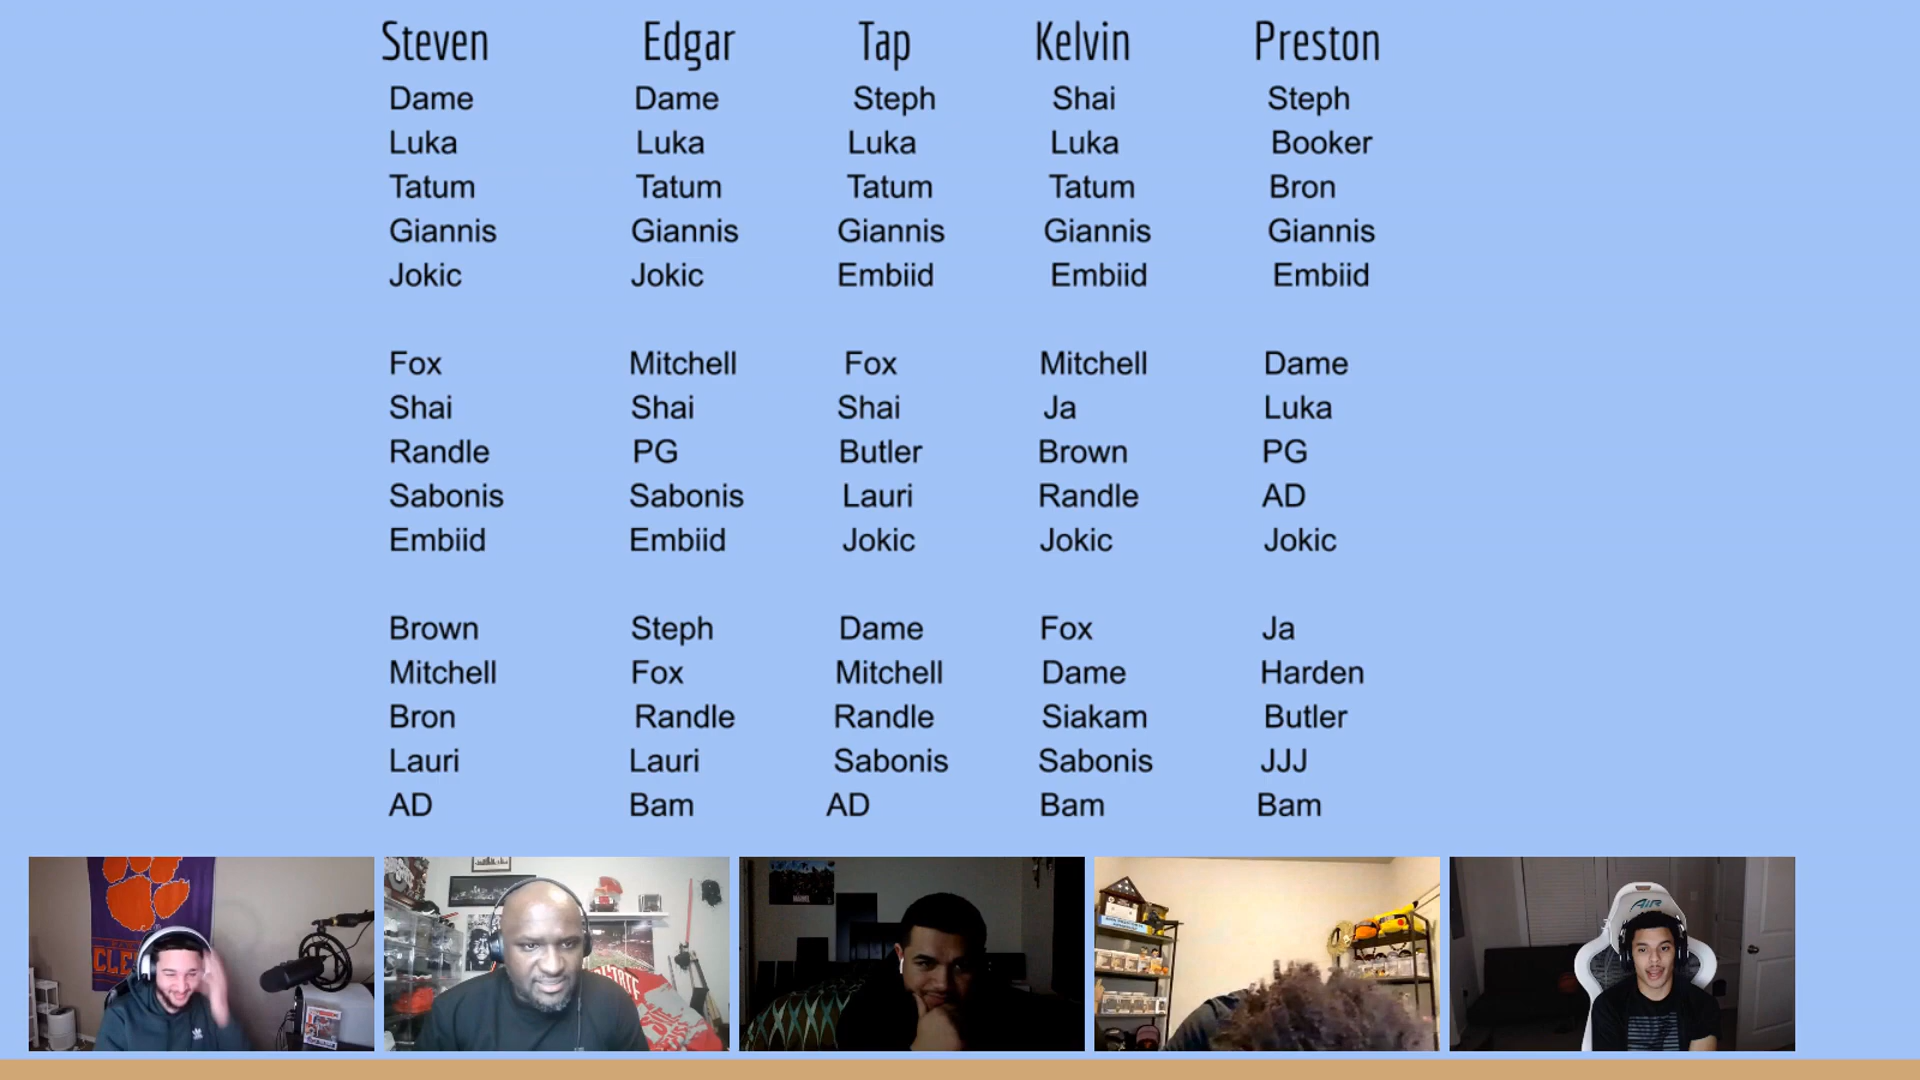 Steven Edgar Tap Kelvin Preston
Dame Dame Steph Shai Steph
Luka Luka Luka Luka Booker
Tatum Tatum Tatum Tatum Bron
Giannis Giannis Giannis Giannis Giannis
Jokic Jokic Embiid Embiid Embiid
Fox Mitchell Fox Mitchell Dame
Shai Shai Shai Ja Luka
Randle PG Butler Brown PG
Sabonis Sabonis Lauri Randle AD
Embiid Embiid Jokic Jokic Jokic
Brown Steph Dame Fox Ja
Mitchell Fox Mitchell Dame Harden
Bron Randle Randle Siakam Butler
Lauri Lauri Sabonis Sabonis JJJ
AD Bam AD Bam Bam
CLE
AIR